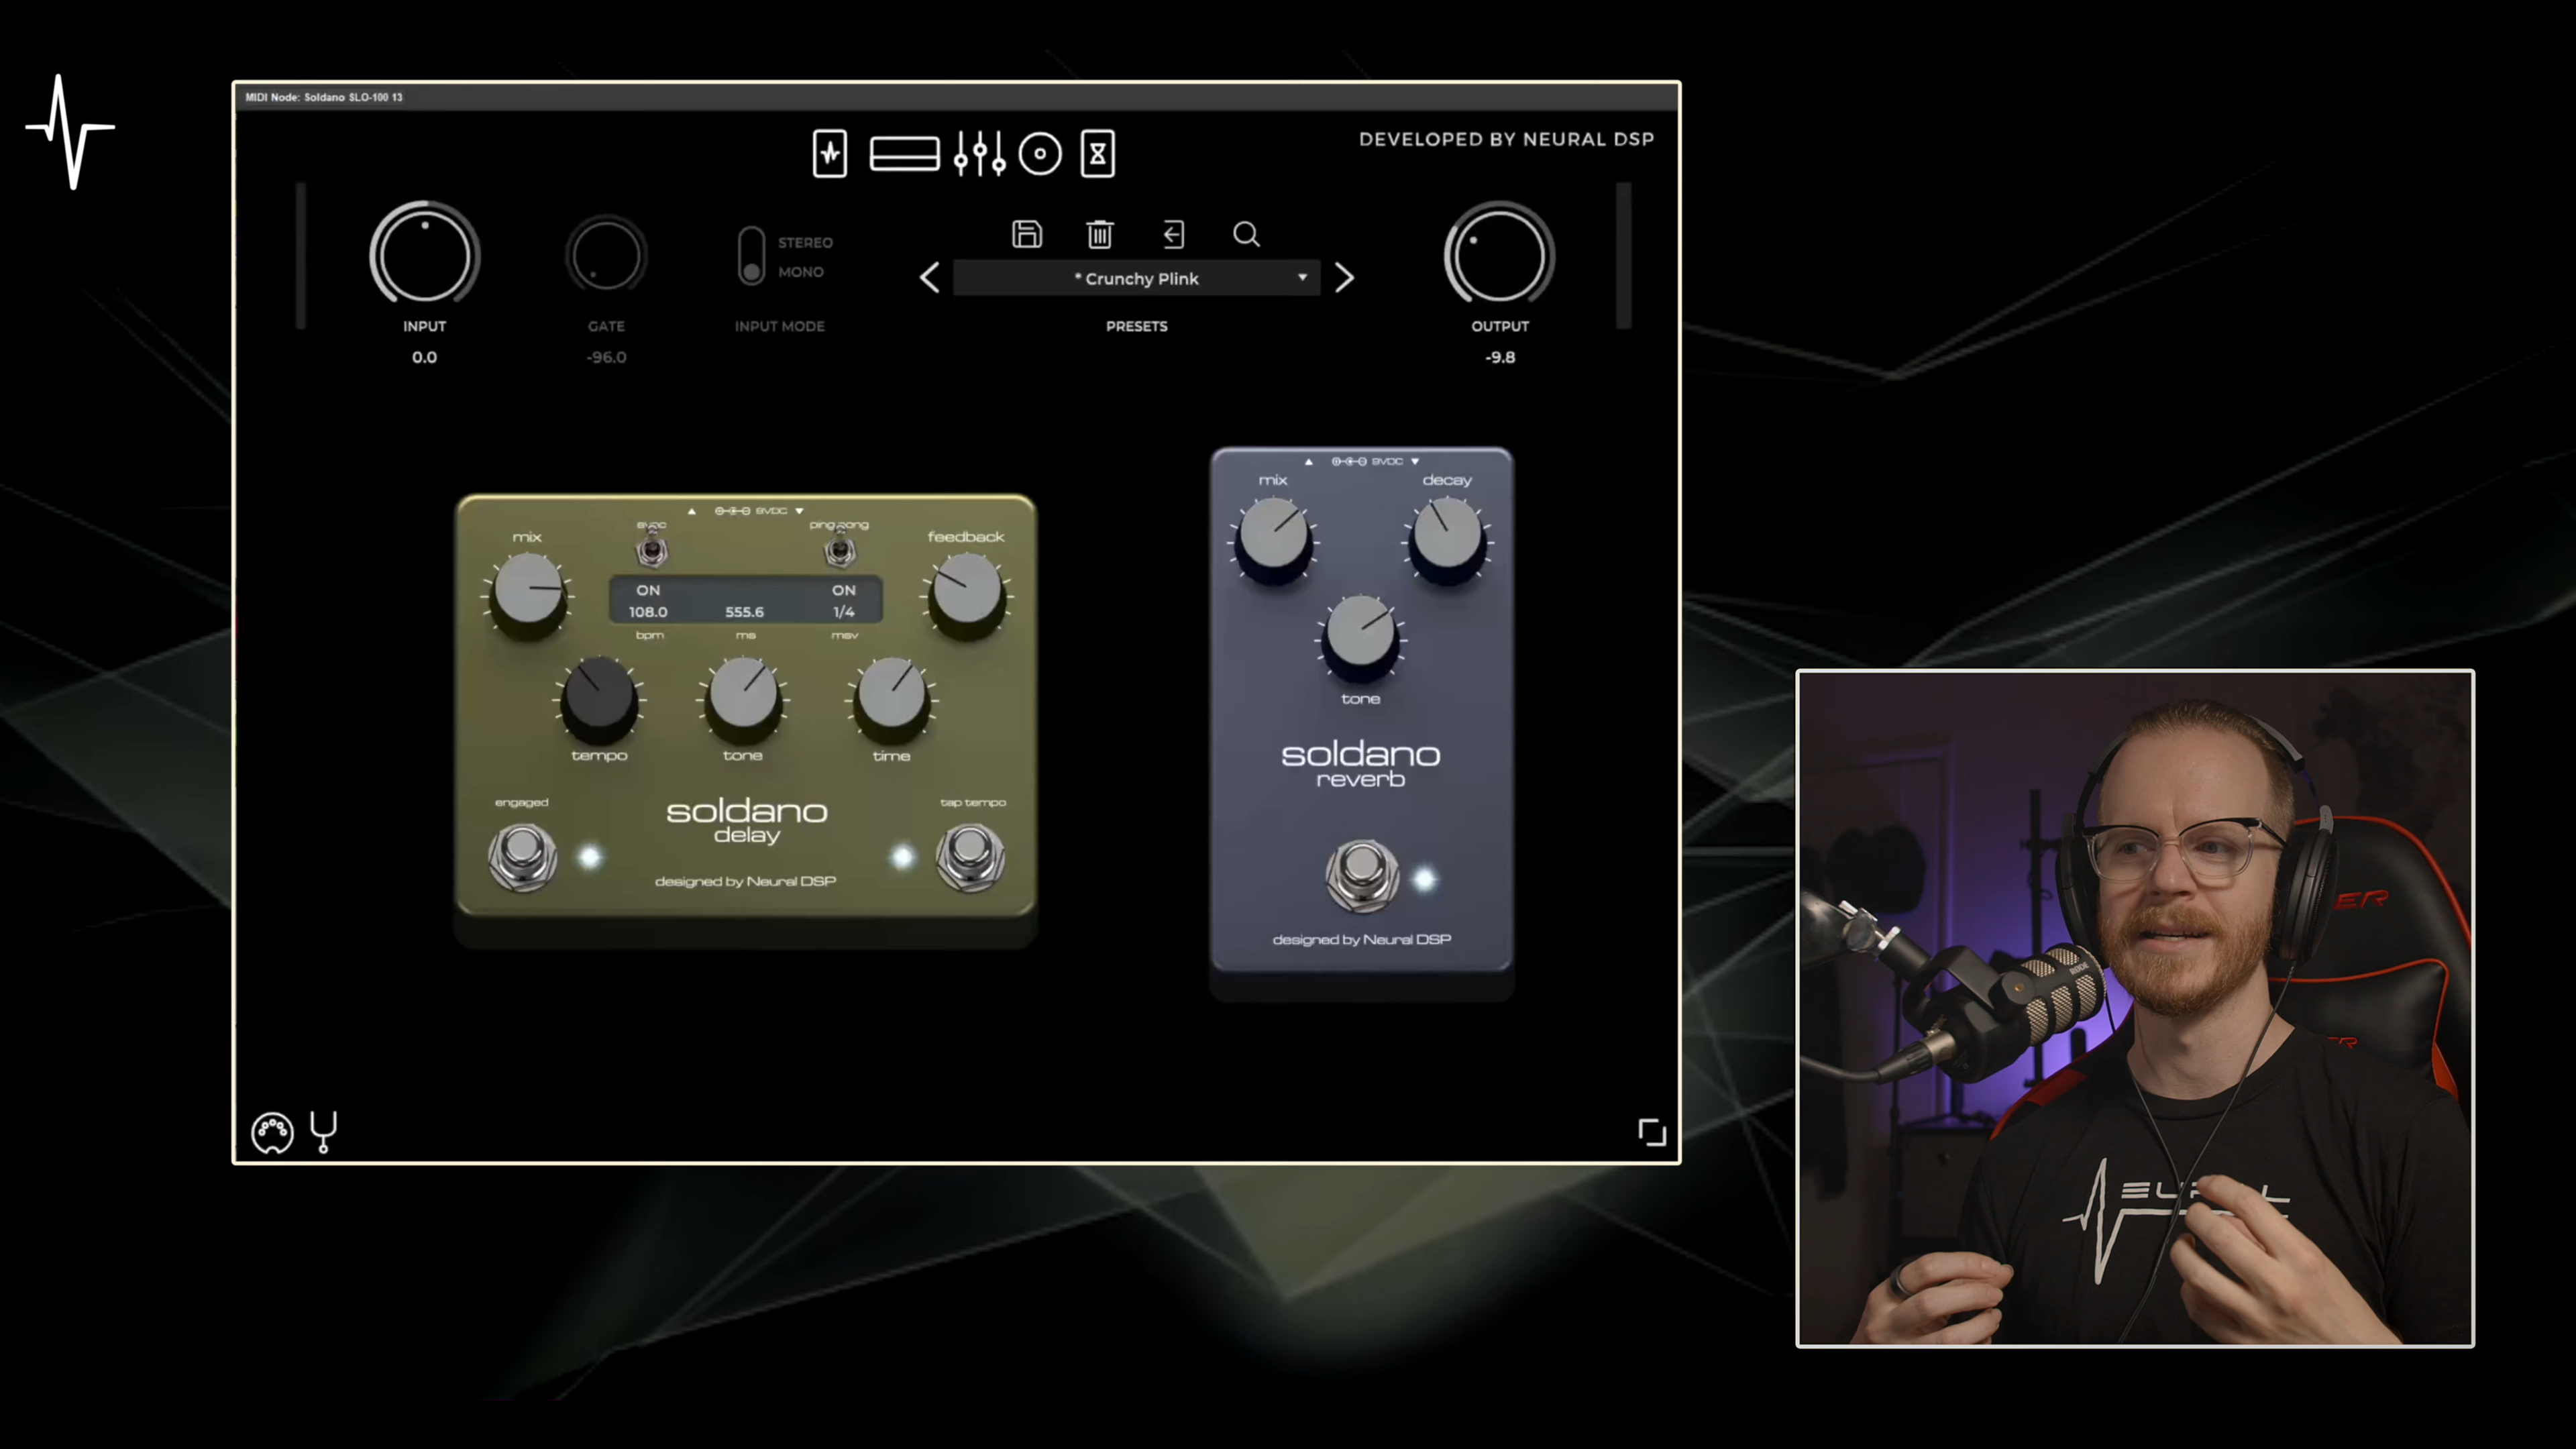 MIDI Node: Soldano SLO-100 13
DEVELOPED BY NEURAL DSP
STEREO
MONO
* Crunchy Plink
INPUT
GATE
INPUT MODE
PRESETS
OUTPUT
0.0
-96.0
-9.8
9VDC
mix
sync
ping pong
feedback
ON
ON
108.0
555.6
1/4
bpm
ms
tempo
tone
time
engaged
tap tempo
soldano
delay
designed by Neural DSP
9VDC
mix
decay
tone
soldano
reverb
designed by Neural DSP
RODE